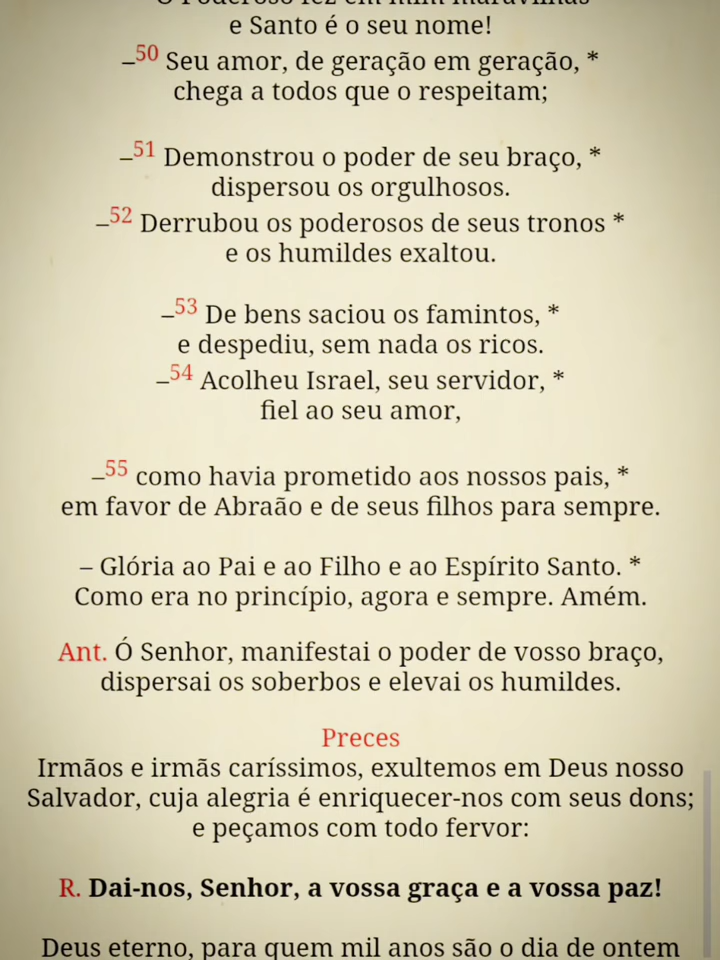 O Poderoso fez em mim maravilhas
e Santo é o seu nome!
–50 Seu amor, de geração em geração, *
chega a todos que o respeitam;
–51 Demonstrou o poder de seu braço, *
dispersou os orgulhosos.
–52 Derrubou os poderosos de seus tronos *
e os humildes exaltou.
–53 De bens saciou os famintos, *
e despediu, sem nada os ricos.
–54 Acolheu Israel, seu servidor, *
fiel ao seu amor,
–55 como havia prometido aos nossos pais, *
em favor de Abraão e de seus filhos para sempre.
– Glória ao Pai e ao Filho e ao Espírito Santo. *
Como era no princípio, agora e sempre. Amém.
Ant. Ó Senhor, manifestai o poder de vosso braço,
dispersai os soberbos e elevai os humildes.
Preces
Irmãos e irmãs caríssimos, exultemos em Deus nosso
Salvador, cuja alegria é enriquecer-nos com seus dons;
e peçamos com todo fervor:
R. Dai-nos, Senhor, a vossa graça e a vossa paz!
Deus eterno, para quem mil anos são o dia de ontem